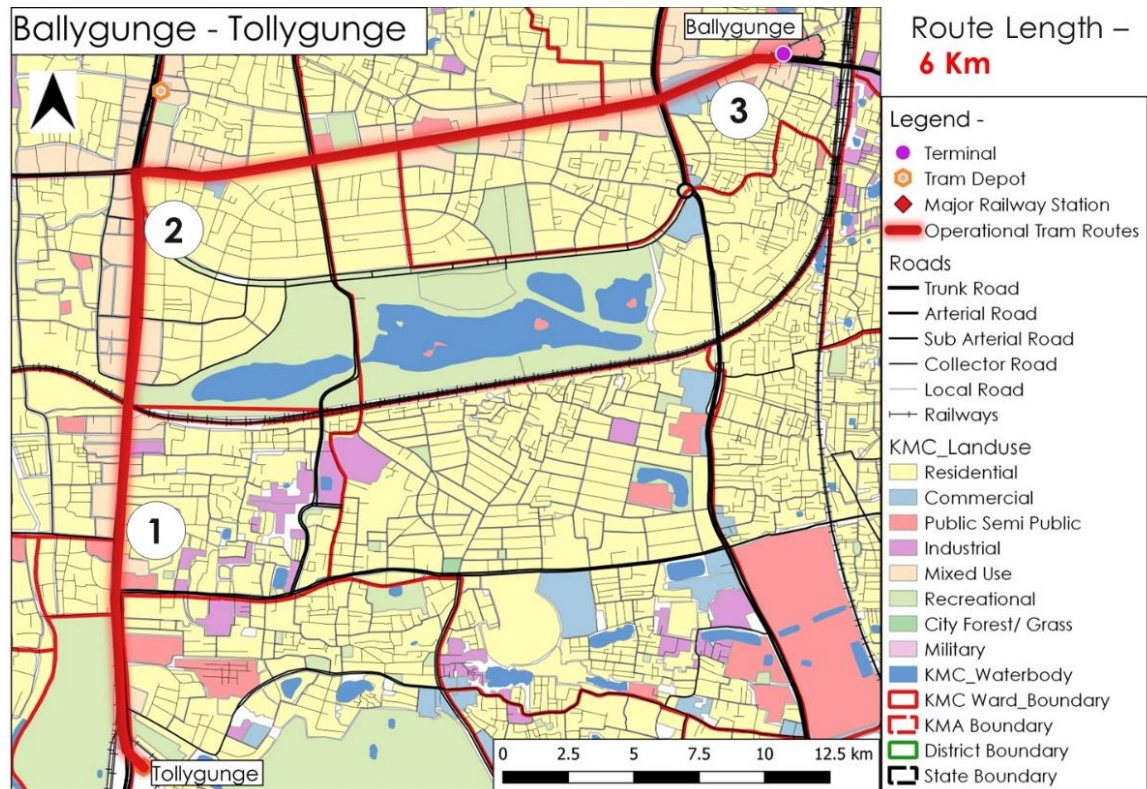 Ballygunge - Tollygunge
Ballygunge
Route Length –
6 Km
3
2
1
Tollygunge
0 2.5 5 7.5 10 12.5 km
Legend -
Terminal
Tram Depot
Major Railway Station
Operational Tram Routes
Roads
Trunk Road
Arterial Road
Sub Arterial Road
Collector Road
Local Road
Railways
KMC_Landuse
Residential
Commercial
Public Semi Public
Industrial
Mixed Use
Recreational
City Forest/ Grass
Military
KMC_Waterbody
KMC Ward_Boundary
KMA Boundary
District Boundary
State Boundary